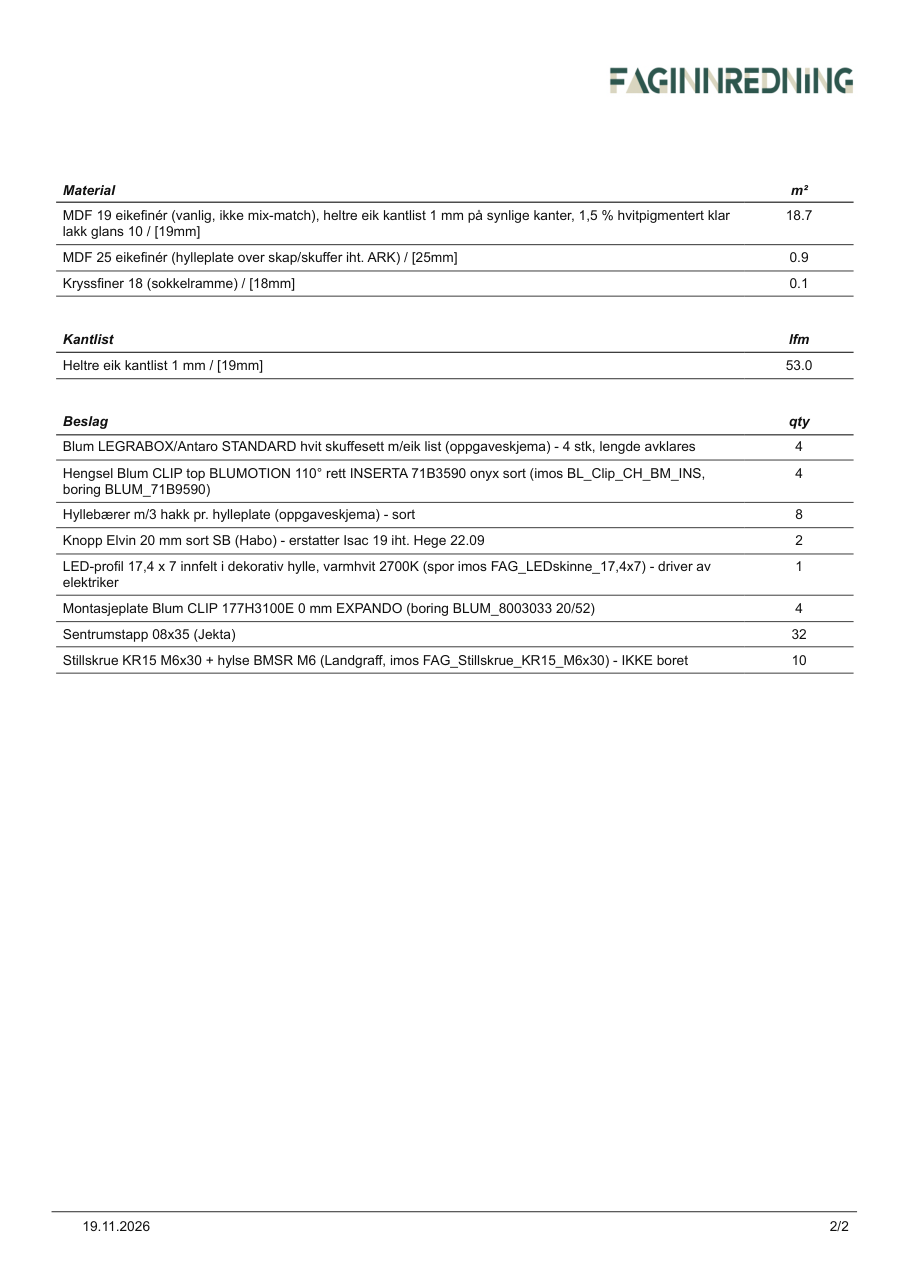 FAGINNREDNING
Material m²
MDF 19 eikefinér (vanlig, ikke mix-match), heltre eik kantlist 1 mm på synlige kanter, 1,5 % hvitpigmentert klar 18.7
lakk glans 10 / [19mm]
MDF 25 eikefinér (hylleplate over skap/skuffer iht. ARK) / [25mm] 0.9
Kryssfiner 18 (sokkelramme) / [18mm] 0.1
Kantlist lfm
Heltre eik kantlist 1 mm / [19mm] 53.0
Beslag qty
Blum LEGRABOX/Antaro STANDARD hvit skuffesett m/eik list (oppgaveskjema) - 4 stk, lengde avklares 4
Hengsel Blum CLIP top BLUMOTION 110° rett INSERTA 71B3590 onyx sort (imos BL_Clip_CH_BM_INS, 4
boring BLUM_71B9590)
Hyllebærer m/3 hakk pr. hylleplate (oppgaveskjema) - sort 8
Knopp Elvin 20 mm sort SB (Habo) - erstatter Isac 19 iht. Hege 22.09 2
LED-profil 17,4 x 7 innfelt i dekorativ hylle, varmhvit 2700K (spor imos FAG_LEDskinne_17,4x7) - driver av 1
elektriker
Montasjeplate Blum CLIP 177H3100E 0 mm EXPANDO (boring BLUM_8003033 20/52) 4
Sentrumstapp 08x35 (Jekta) 32
Stillskrue KR15 M6x30 + hylse BMSR M6 (Landgraff, imos FAG_Stillskrue_KR15_M6x30) - IKKE boret 10
19.11.2026 2/2